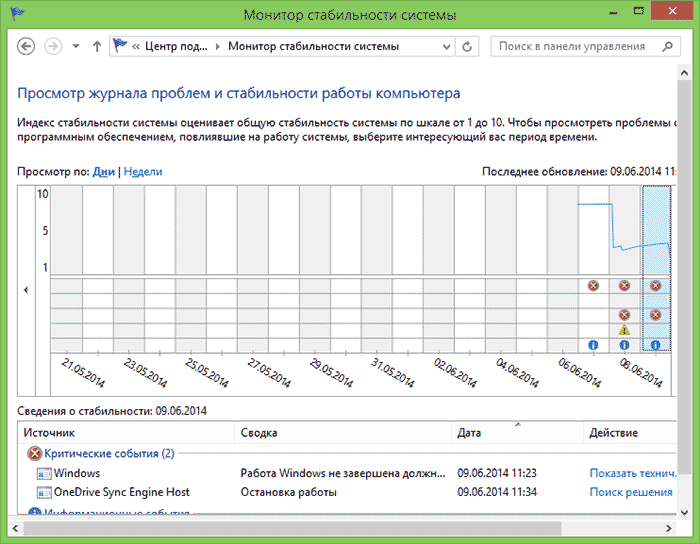 Монитор стабильности системы
« Центр под... Монитор стабильности системы
Поиск в панели управления
Просмотр журнала проблем и стабильности работы компьютера
Индекс стабильности системы оценивает общую стабильность системы по шкале от 1 до 10. Чтобы просмотреть проблемы с
программным обеспечением, повлиявшие на работу системы, выберите интересующий вас период времени.
Просмотр по: Дни | Недели
Последнее обновление: 09.06.2014 11:
10
5
1
21.05.2014
23.05.2014
25.05.2014
27.05.2014
29.05.2014
31.05.2014
02.06.2014
04.06.2014
06.06.2014
08.06.2014
Сведения о стабильности: 09.06.2014
Источник Сводка Дата Действие
Критические события (2)
Windows Работа Windows не завершена должн... 09.06.2014 11:23 Показать технич.
OneDrive Sync Engine Host Остановка работы 09.06.2014 11:34 Поиск решения
Информационные события